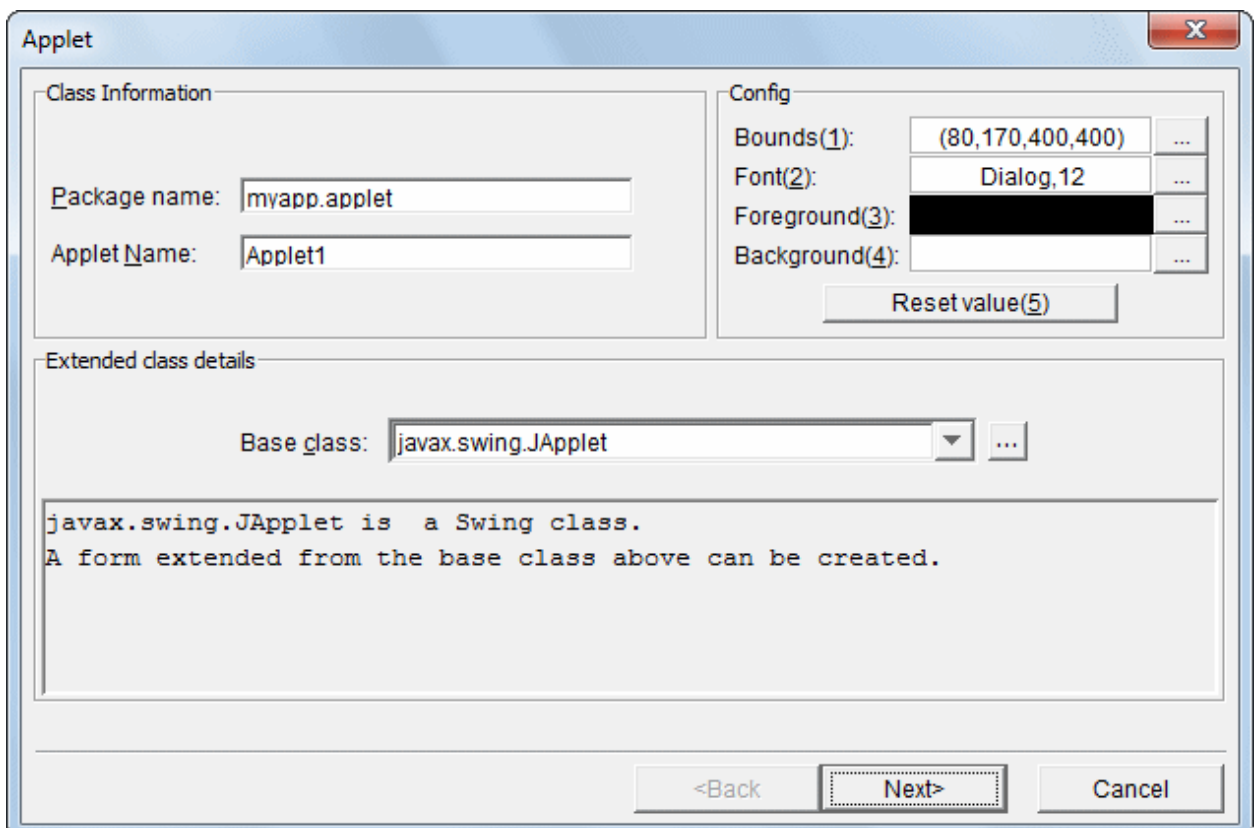 Applet
Class Information
Package name: myapp.applet
Applet Name: Applet1
Config
Bounds(1): (80,170,400,400) ...
Font(2): Dialog,12 ...
Foreground(3): ...
Background(4): ...
Reset value(5)
Extended class details
Base class: javax.swing.JApplet ...
javax.swing.JApplet is  a Swing class.
A form extended from the base class above can be created.
<Back Next> Cancel